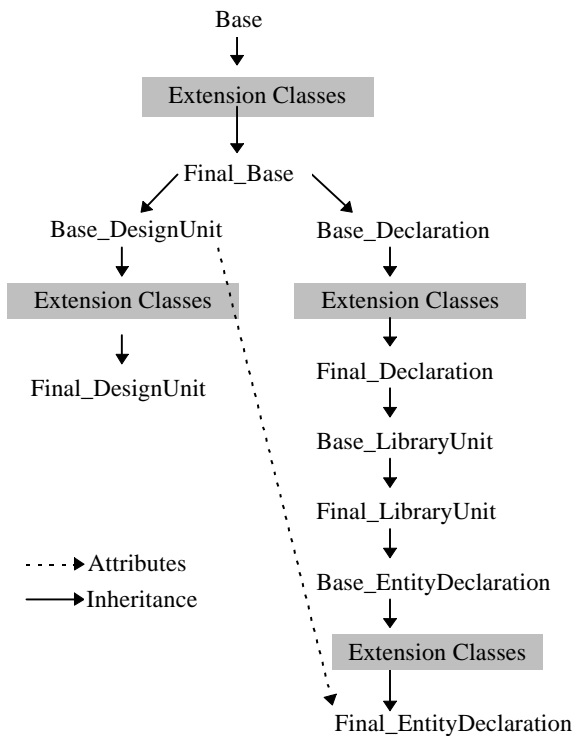 Base
Extension Classes
Final_Base
Base_DesignUnit
Base_Declaration
Extension Classes
Extension Classes
Final_DesignUnit
Final_Declaration
Base_LibraryUnit
Final_LibraryUnit
Attributes
Base_EntityDeclaration
Inheritance
Extension Classes
Final_EntityDeclaration